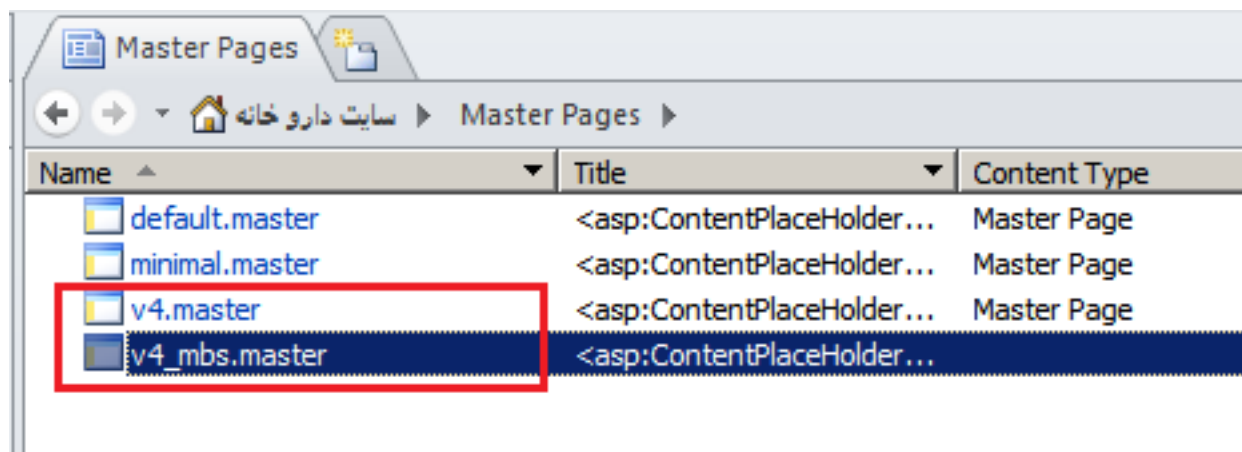 Master Pages
سایت دارو خانه Master Pages
Name Title Content Type
default.master <asp:ContentPlaceHolder... Master Page
minimal.master <asp:ContentPlaceHolder... Master Page
v4.master <asp:ContentPlaceHolder... Master Page
v4_mbs.master <asp:ContentPlaceHolder...